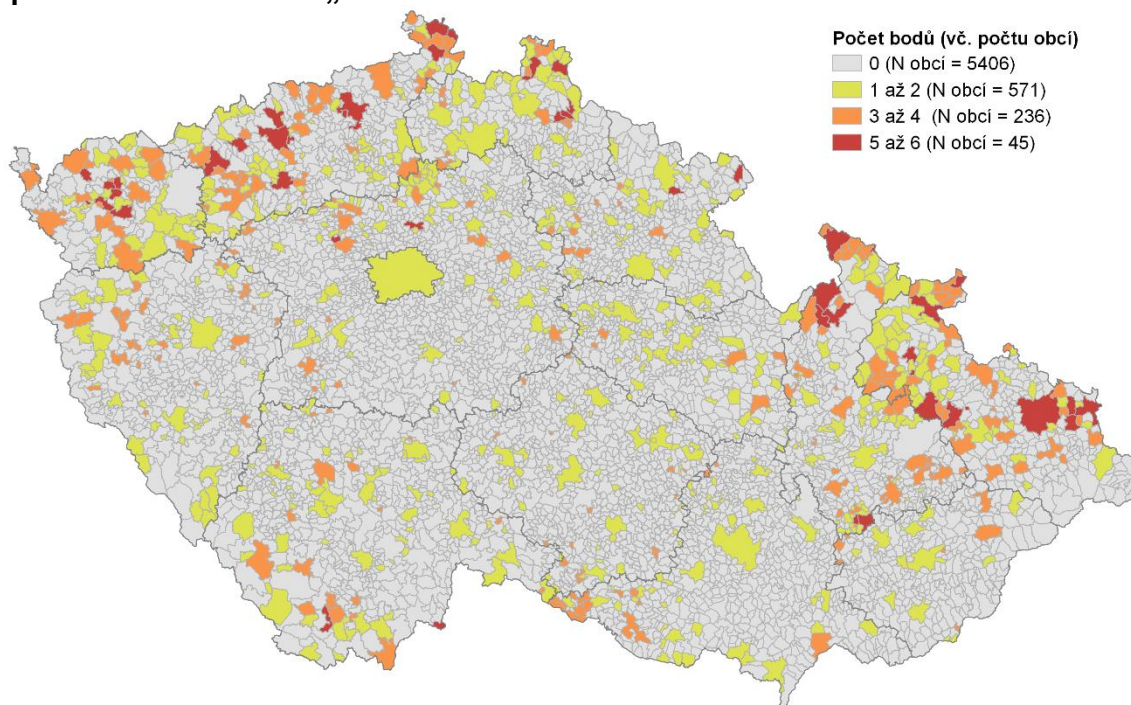 Počet bodů (vč. počtu obcí)
0 (N obcí = 5406)
1 až 2 (N obcí = 571)
3 až 4 (N obcí = 236)
5 až 6 (N obcí = 45)